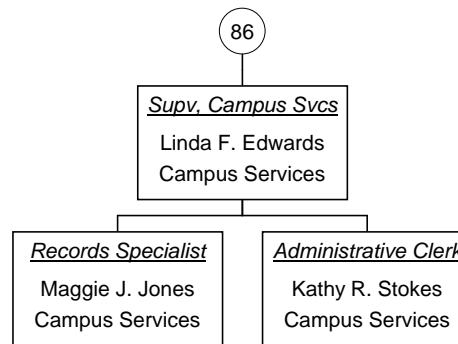 86
Supv, Campus Svcs
Linda F. Edwards
Campus Services
Records Specialist
Maggie J. Jones
Campus Services
Administrative Clerk
Kathy R. Stokes
Campus Services